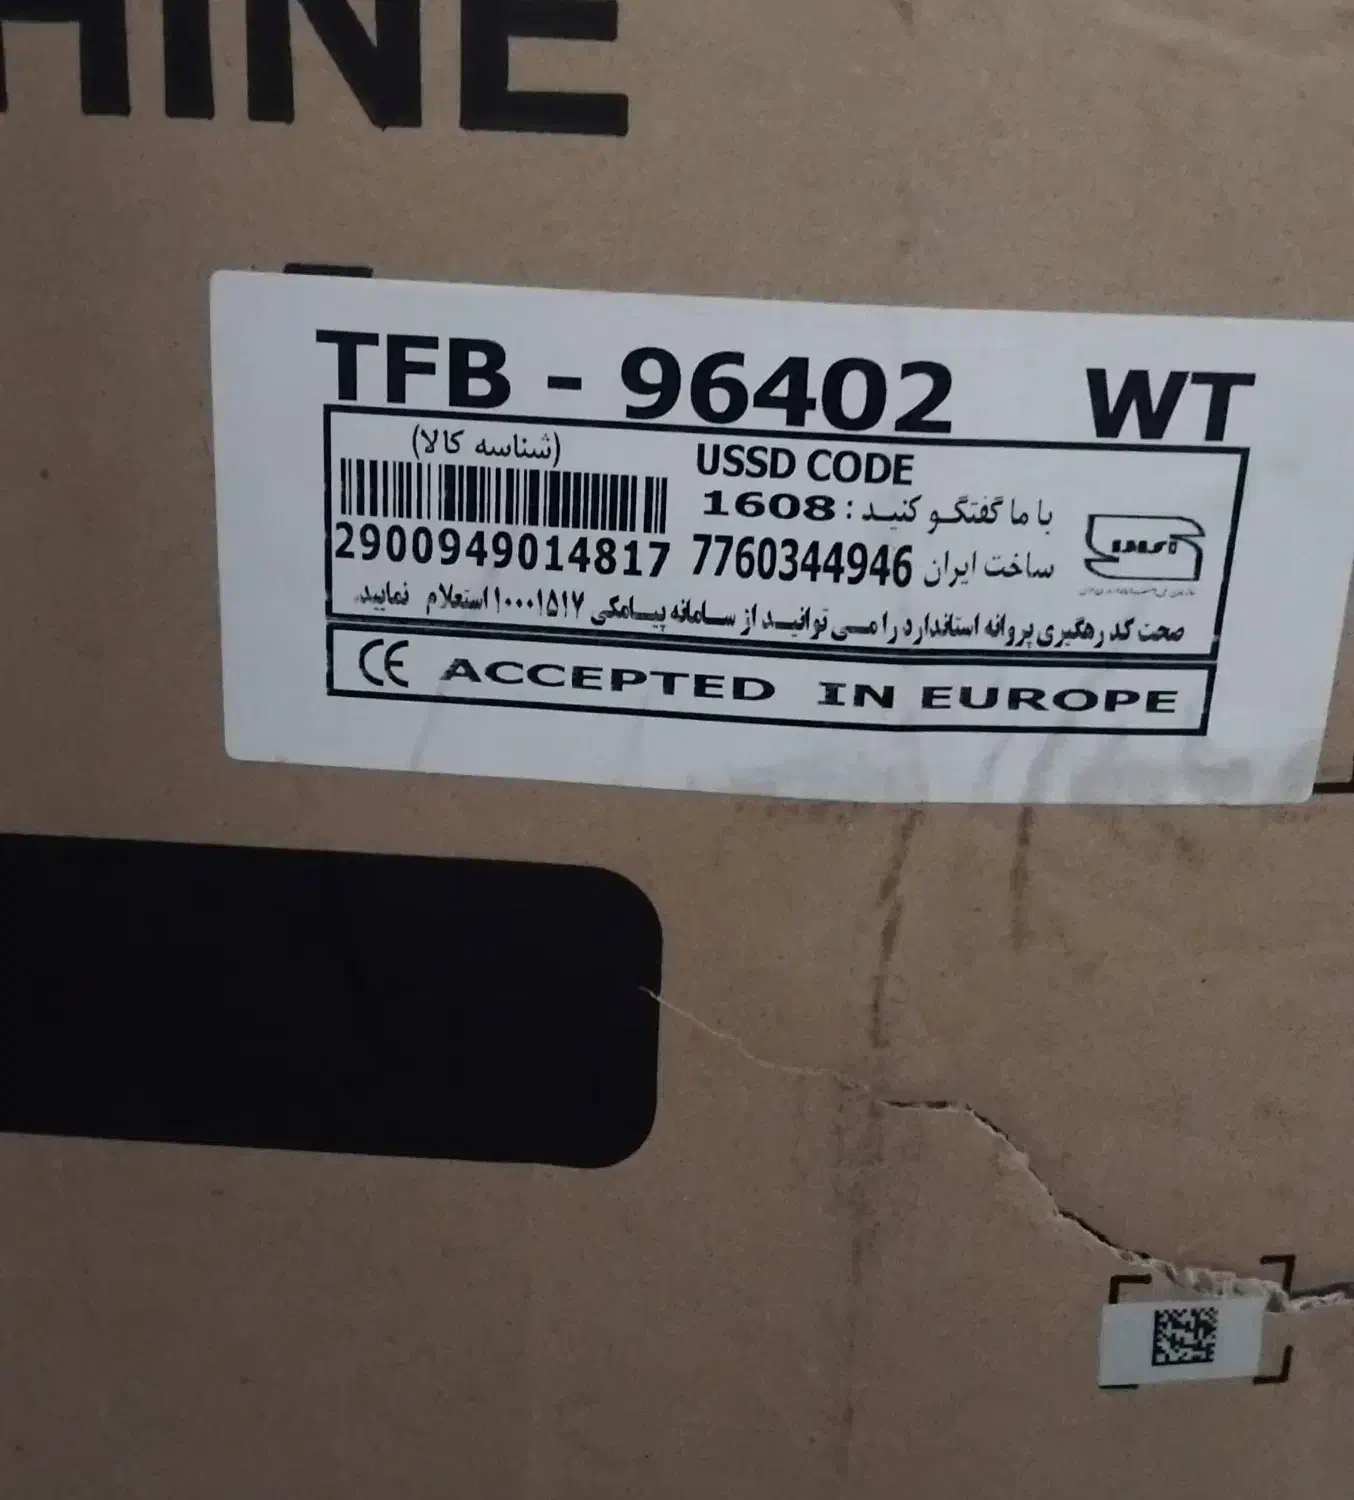 HINE
TFB - 96402 WT
(شناسه کالا)
USSD CODE
با ما گفتگو کنید : 1608
2900949014817
7760344946 ساخت ایران
صحت کد رهگیری پروانه استاندارد را می توانید از سامانه پیامکی ۱۰۰۰۱۵۱۷ استعلام نمایید.
CE ACCEPTED IN EUROPE